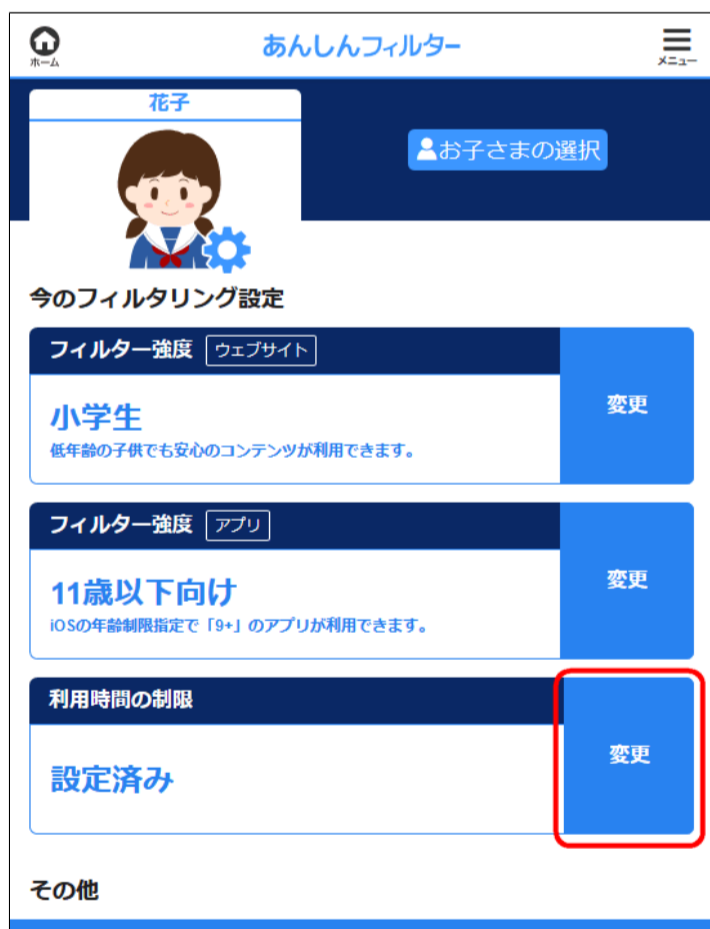 あんしんフィルター
ホーム
メニュー
花子
お子さまの選択
今のフィルタリング設定
フィルター強度 ウェブサイト
小学生
低年齢の子供でも安心のコンテンツが利用できます。
変更
フィルター強度 アプリ
11歳以下向け
iOSの年齢制限指定で「9+」のアプリが利用できます。
変更
利用時間の制限
設定済み
変更
その他